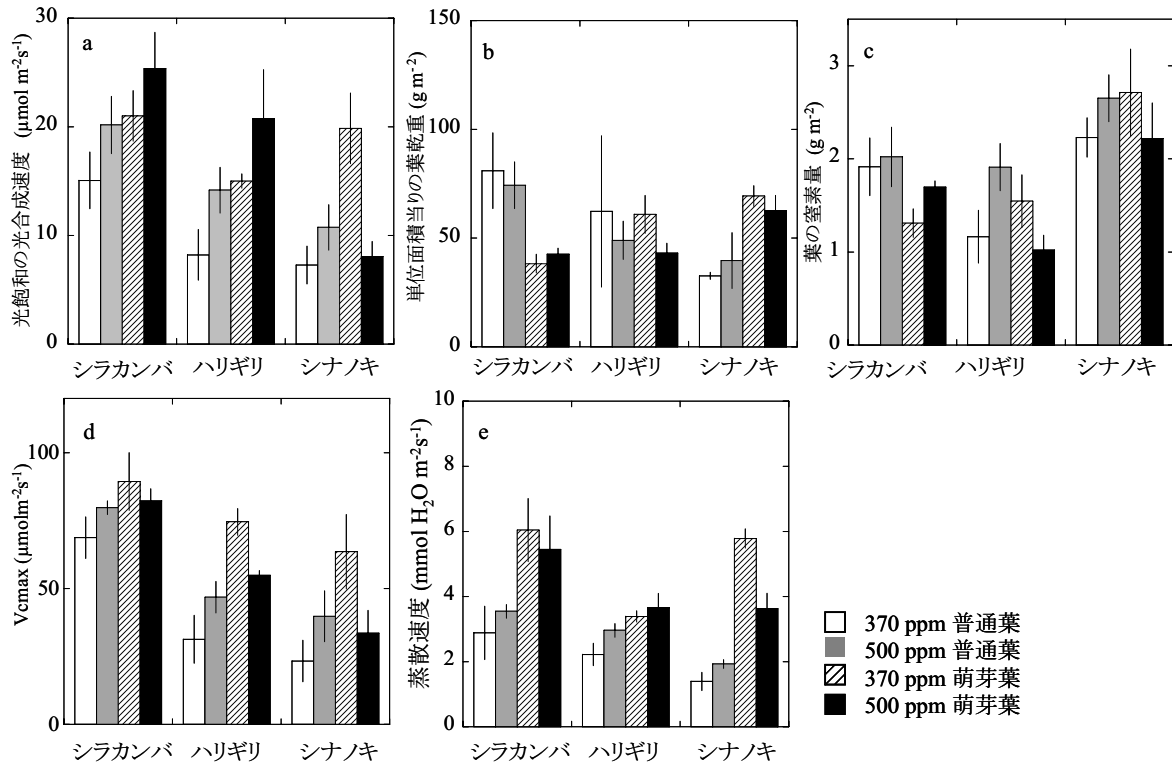 a
光飽和の光合成速度 (µmol m-2s-1)
30
20
10
0
シラカンバ ハリギリ シナノキ
b
単位面積当りの葉乾重 (g m-2)
150
100
50
0
シラカンバ ハリギリ シナノキ
c
葉の窒素量 (g m-2)
3
2
1
0
シラカンバ ハリギリ シナノキ
d
Vcmax (µmolm-2s-1)
100
50
0
シラカンバ ハリギリ シナノキ
e
蒸散速度 (mmol H2O m-2s-1)
10
8
6
4
2
0
シラカンバ ハリギリ シナノキ
370 ppm 普通葉
500 ppm 普通葉
370 ppm 萌芽葉
500 ppm 萌芽葉